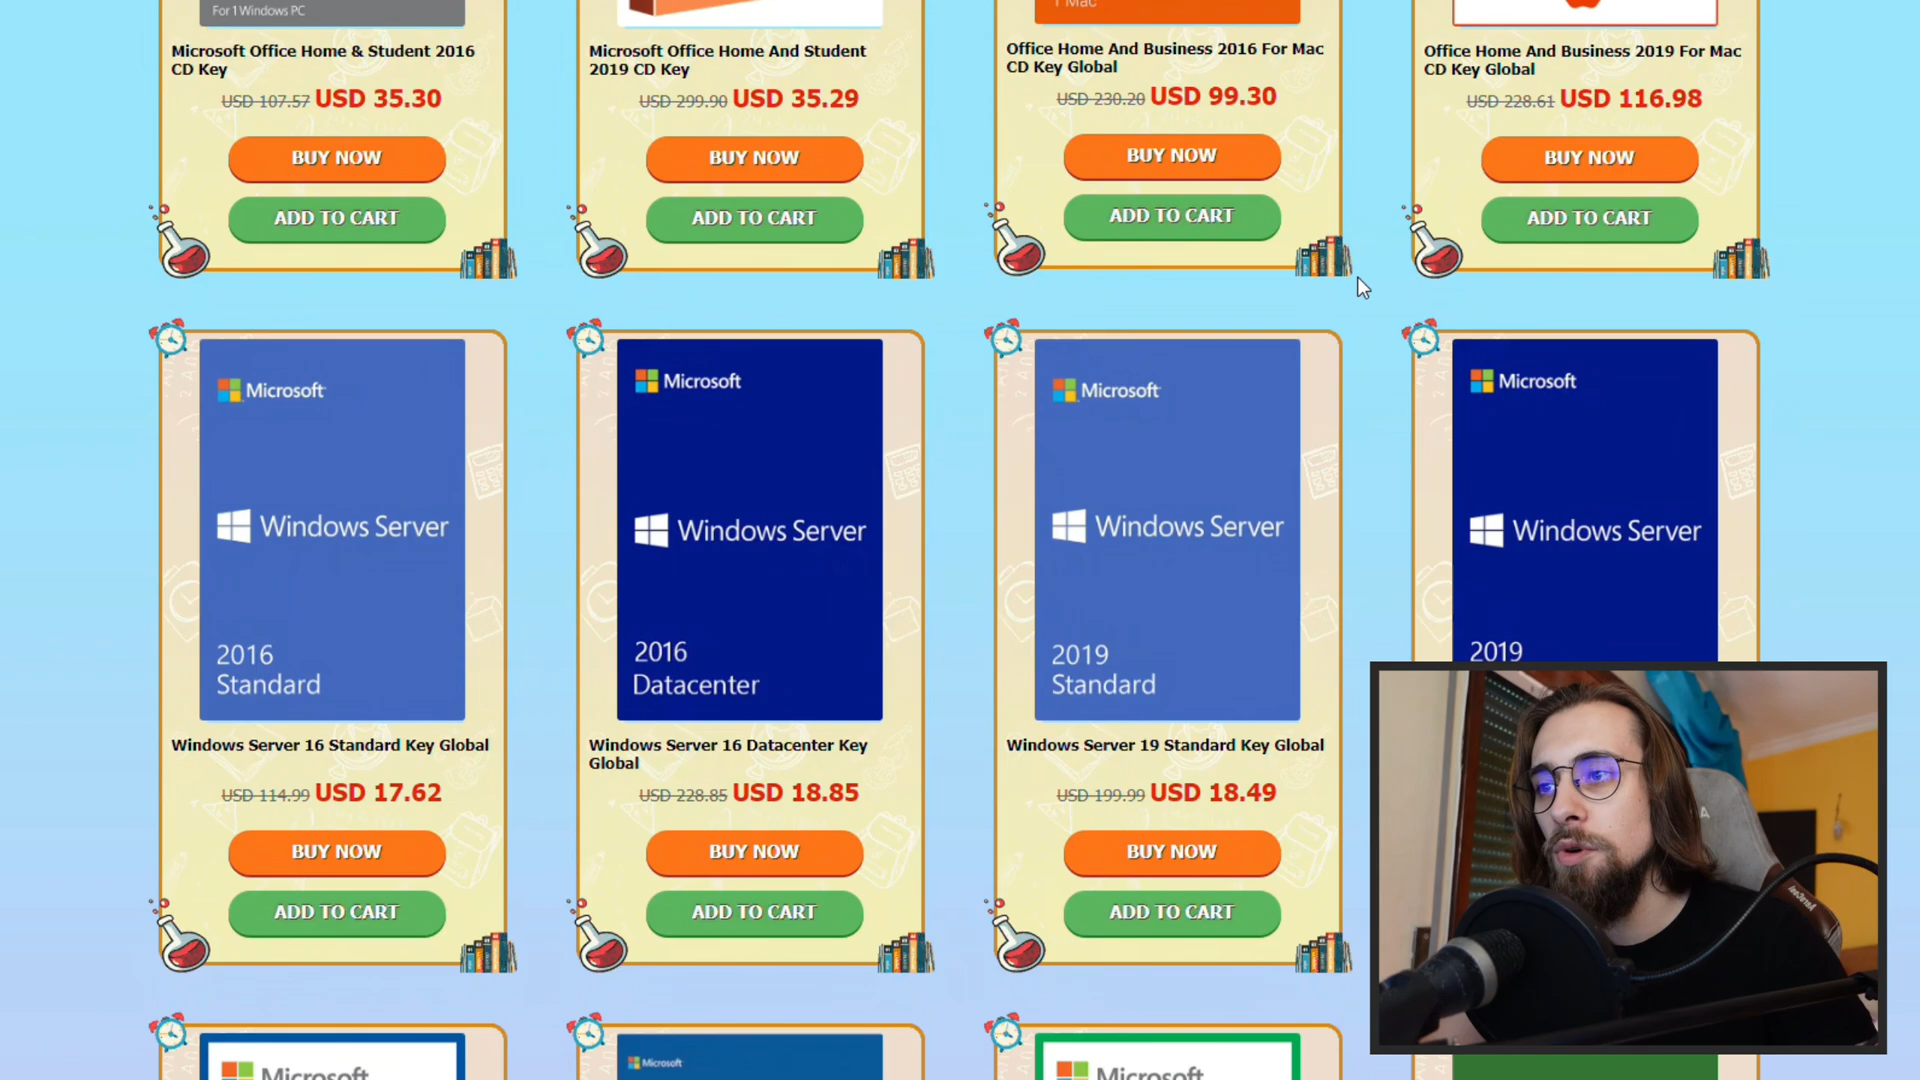 For 1 Windows PC
1 Mac
Microsoft Office Home & Student 2016
CD Key
USD 107.57 USD 35.30
BUY NOW
ADD TO CART
Microsoft Office Home And Student
2019 CD Key
USD 299.90 USD 35.29
BUY NOW
ADD TO CART
Office Home And Business 2016 For Mac
CD Key Global
USD 230.20 USD 99.30
BUY NOW
ADD TO CART
Office Home And Business 2019 For Mac
CD Key Global
USD 228.61 USD 116.98
BUY NOW
ADD TO CART
Microsoft
Windows Server
2016
Standard
Windows Server 16 Standard Key Global
USD 114.99 USD 17.62
BUY NOW
ADD TO CART
Microsoft
Windows Server
2016
Datacenter
Windows Server 16 Datacenter Key
Global
USD 228.85 USD 18.85
BUY NOW
ADD TO CART
Microsoft
Windows Server
2019
Standard
Windows Server 19 Standard Key Global
USD 199.99 USD 18.49
BUY NOW
ADD TO CART
Microsoft
Windows Server
2019
Microsoft
Microsoft
Microsoft